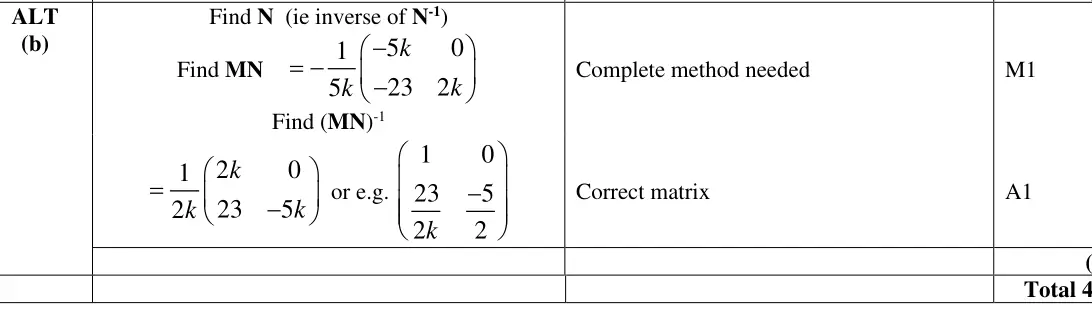 ALT Find N (ie inverse of N⁻¹)
(b)
Find MN = −1/(5k) (−5k 0; −23 2k) Complete method needed M1
Find (MN)⁻¹
= 1/(2k) (2k 0; 23 −5k) or e.g. (1 0; 23/(2k) −5/2) Correct matrix A1
(
Total 4